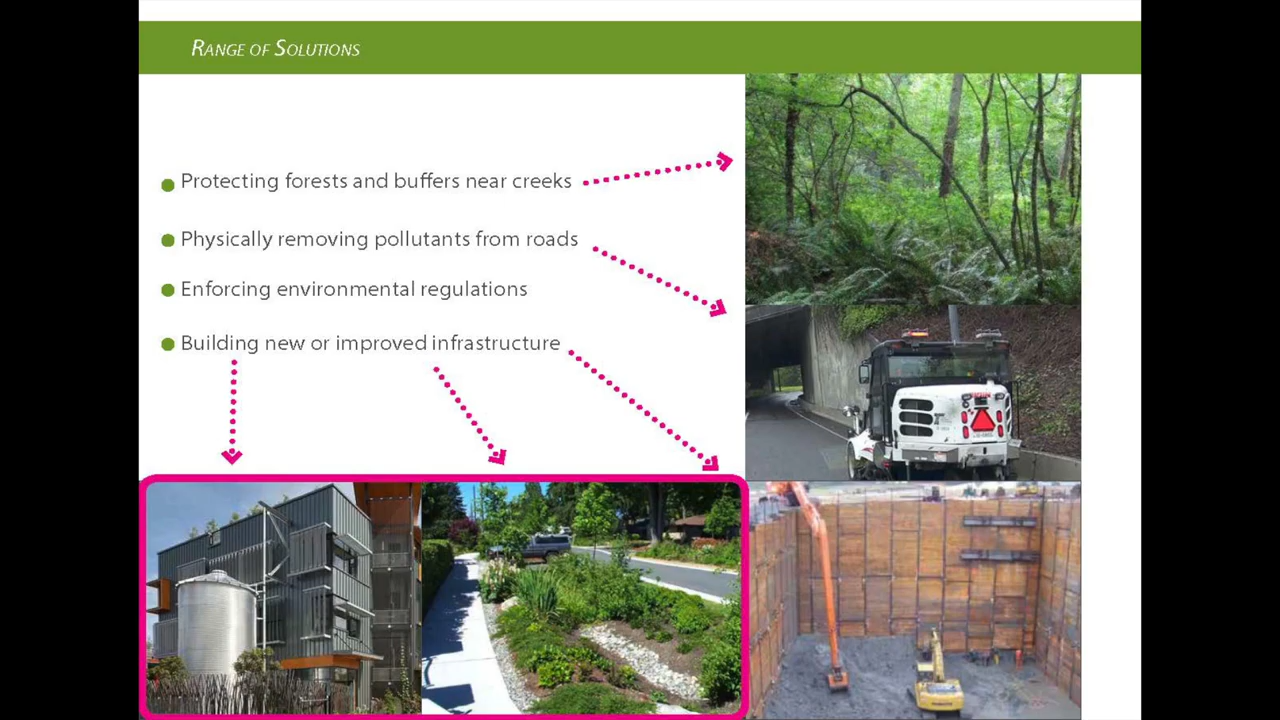 RANGE OF SOLUTIONS
Protecting forests and buffers near creeks
Physically removing pollutants from roads
Enforcing environmental regulations
Building new or improved infrastructure